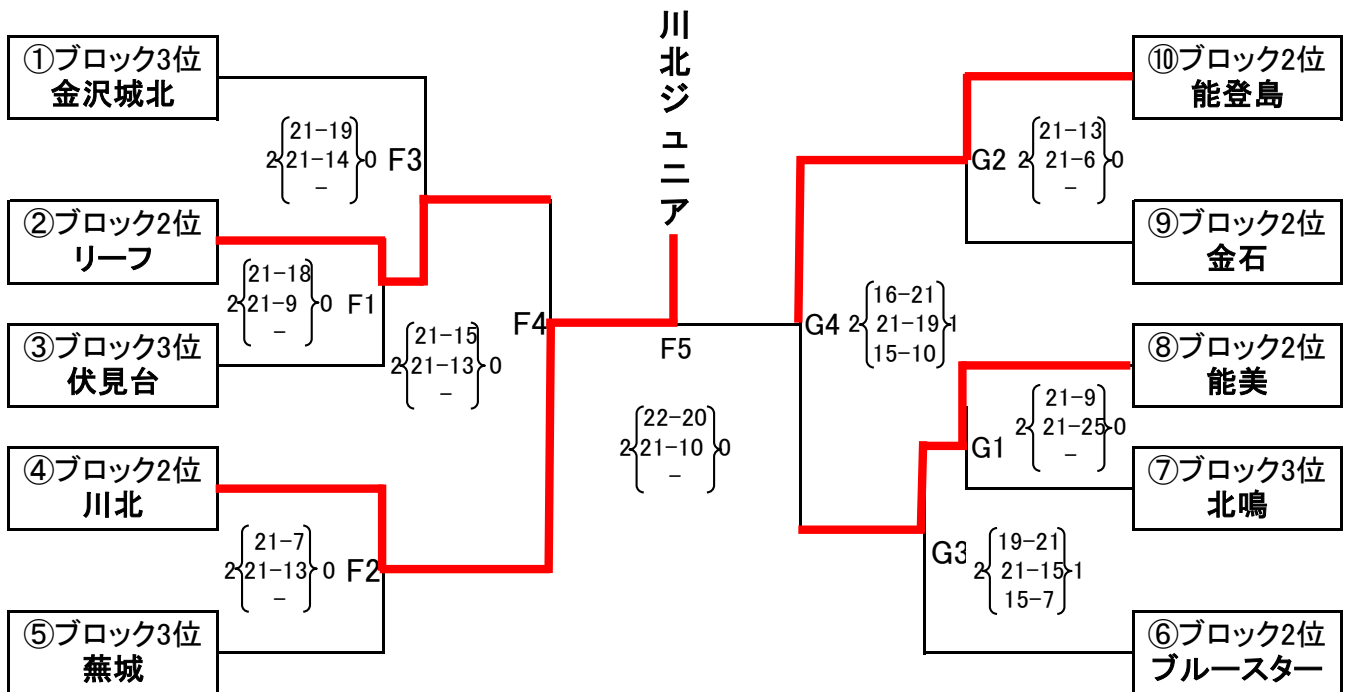 川北ジュニア
①ブロック3位
金沢城北
21-19
2 21-14 0 F3
-
②ブロック2位
リーフ
21-18
2 21-9 0 F1
-
③ブロック3位
伏見台
21-15
2 21-13 0
-
F4
④ブロック2位
川北
21-7
2 21-13 0 F2
-
⑤ブロック3位
蕪城
F5
22-20
2 21-10 0
-
⑩ブロック2位
能登島
21-13
G2 2 21-6 0
-
⑨ブロック2位
金石
16-21
G4 2 21-19 1
15-10
⑧ブロック2位
能美
21-9
2 21-25 0
-
G1
⑦ブロック3位
北鳴
G3
19-21
2 21-15 1
15-7
⑥ブロック2位
ブルースター